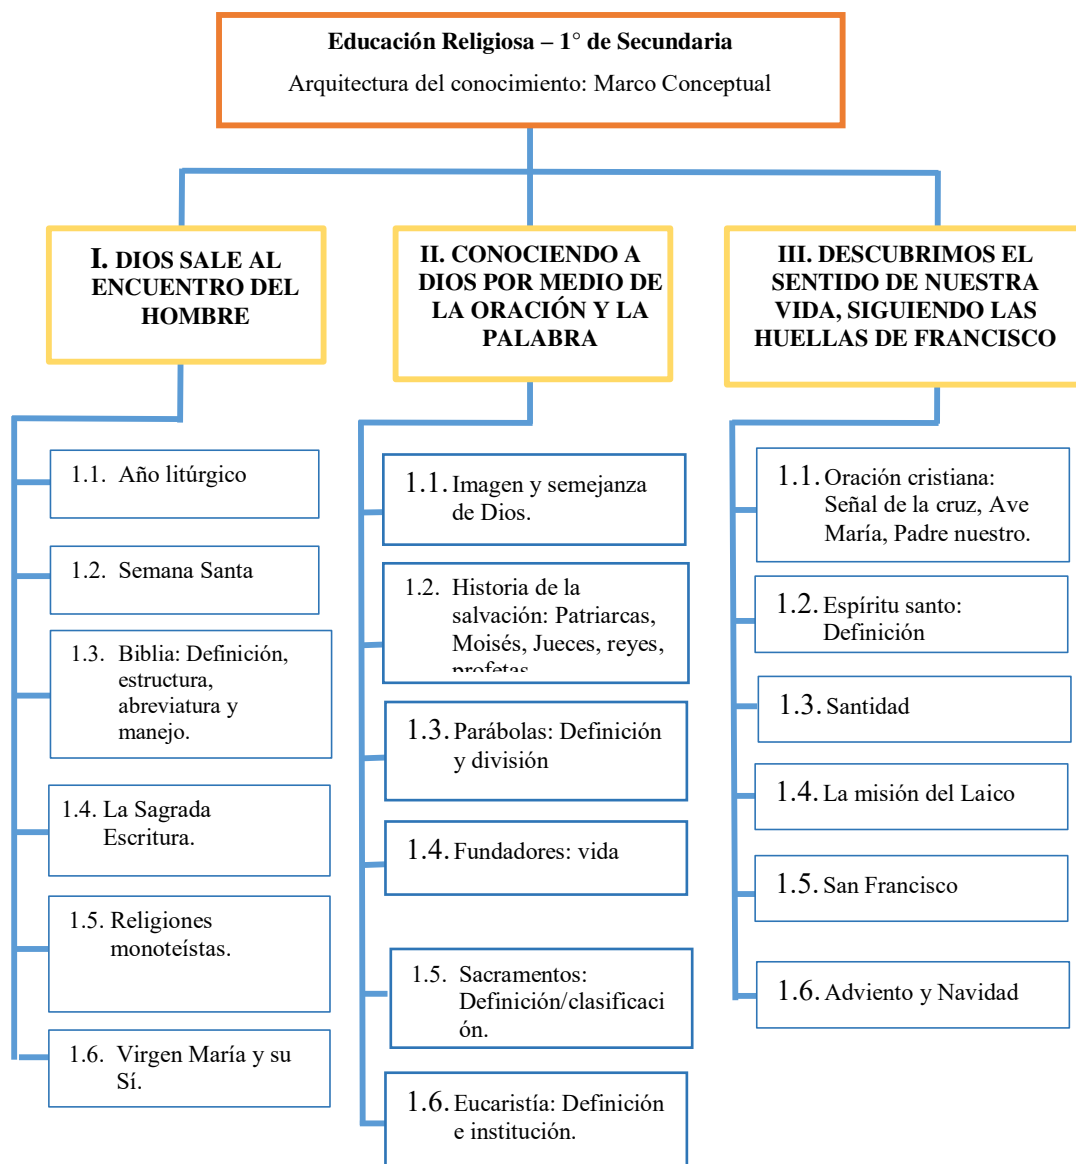 Educación Religiosa – 1° de Secundaria
Arquitectura del conocimiento: Marco Conceptual
I. DIOS SALE AL
ENCUENTRO DEL
HOMBRE
1.1. Año litúrgico
1.2. Semana Santa
1.3. Biblia: Definición,
estructura,
abreviatura y
manejo.
1.4. La Sagrada
Escritura.
1.5. Religiones
monoteístas.
1.6. Virgen María y su
Sí.
II. CONOCIENDO A
DIOS POR MEDIO DE
LA ORACIÓN Y LA
PALABRA
1.1. Imagen y semejanza
de Dios.
1.2. Historia de la
salvación: Patriarcas,
Moisés, Jueces, reyes,
profetas
1.3. Parábolas: Definición
y división
1.4. Fundadores: vida
1.5. Sacramentos:
Definición/clasificaci
ón.
1.6. Eucaristía: Definición
e institución.
III. DESCUBRIMOS EL
SENTIDO DE NUESTRA
VIDA, SIGUIENDO LAS
HUELLAS DE FRANCISCO
1.1. Oración cristiana:
Señal de la cruz, Ave
María, Padre nuestro.
1.2. Espíritu santo:
Definición
1.3. Santidad
1.4. La misión del Laico
1.5. San Francisco
1.6. Adviento y Navidad